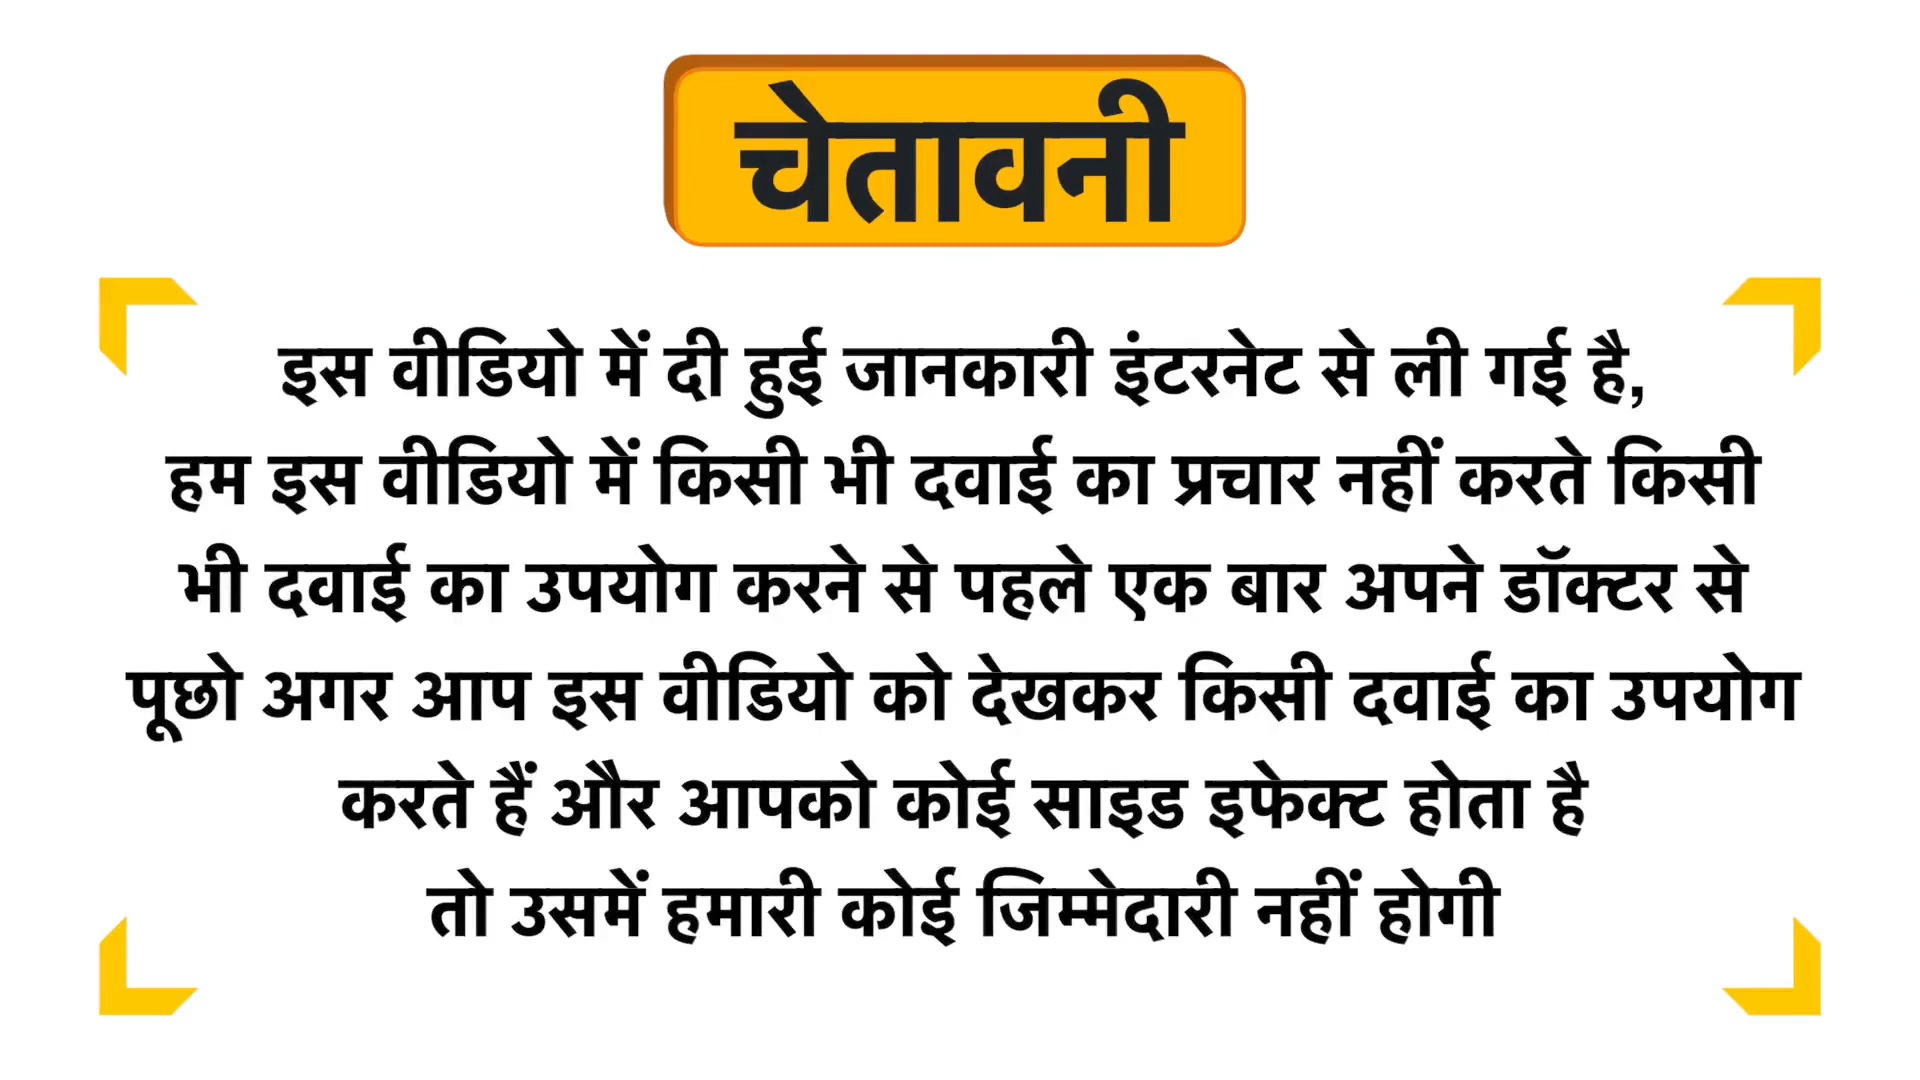 चेतावनी
इस वीडियो में दी हुई जानकारी इंटरनेट से ली गई है,
हम इस वीडियो में किसी भी दवाई का प्रचार नहीं करते किसी
भी दवाई का उपयोग करने से पहले एक बार अपने डॉक्टर से
पूछो अगर आप इस वीडियो को देखकर किसी दवाई का उपयोग
करते हैं और आपको कोई साइड इफेक्ट होता है
तो उसमें हमारी कोई जिम्मेदारी नहीं होगी